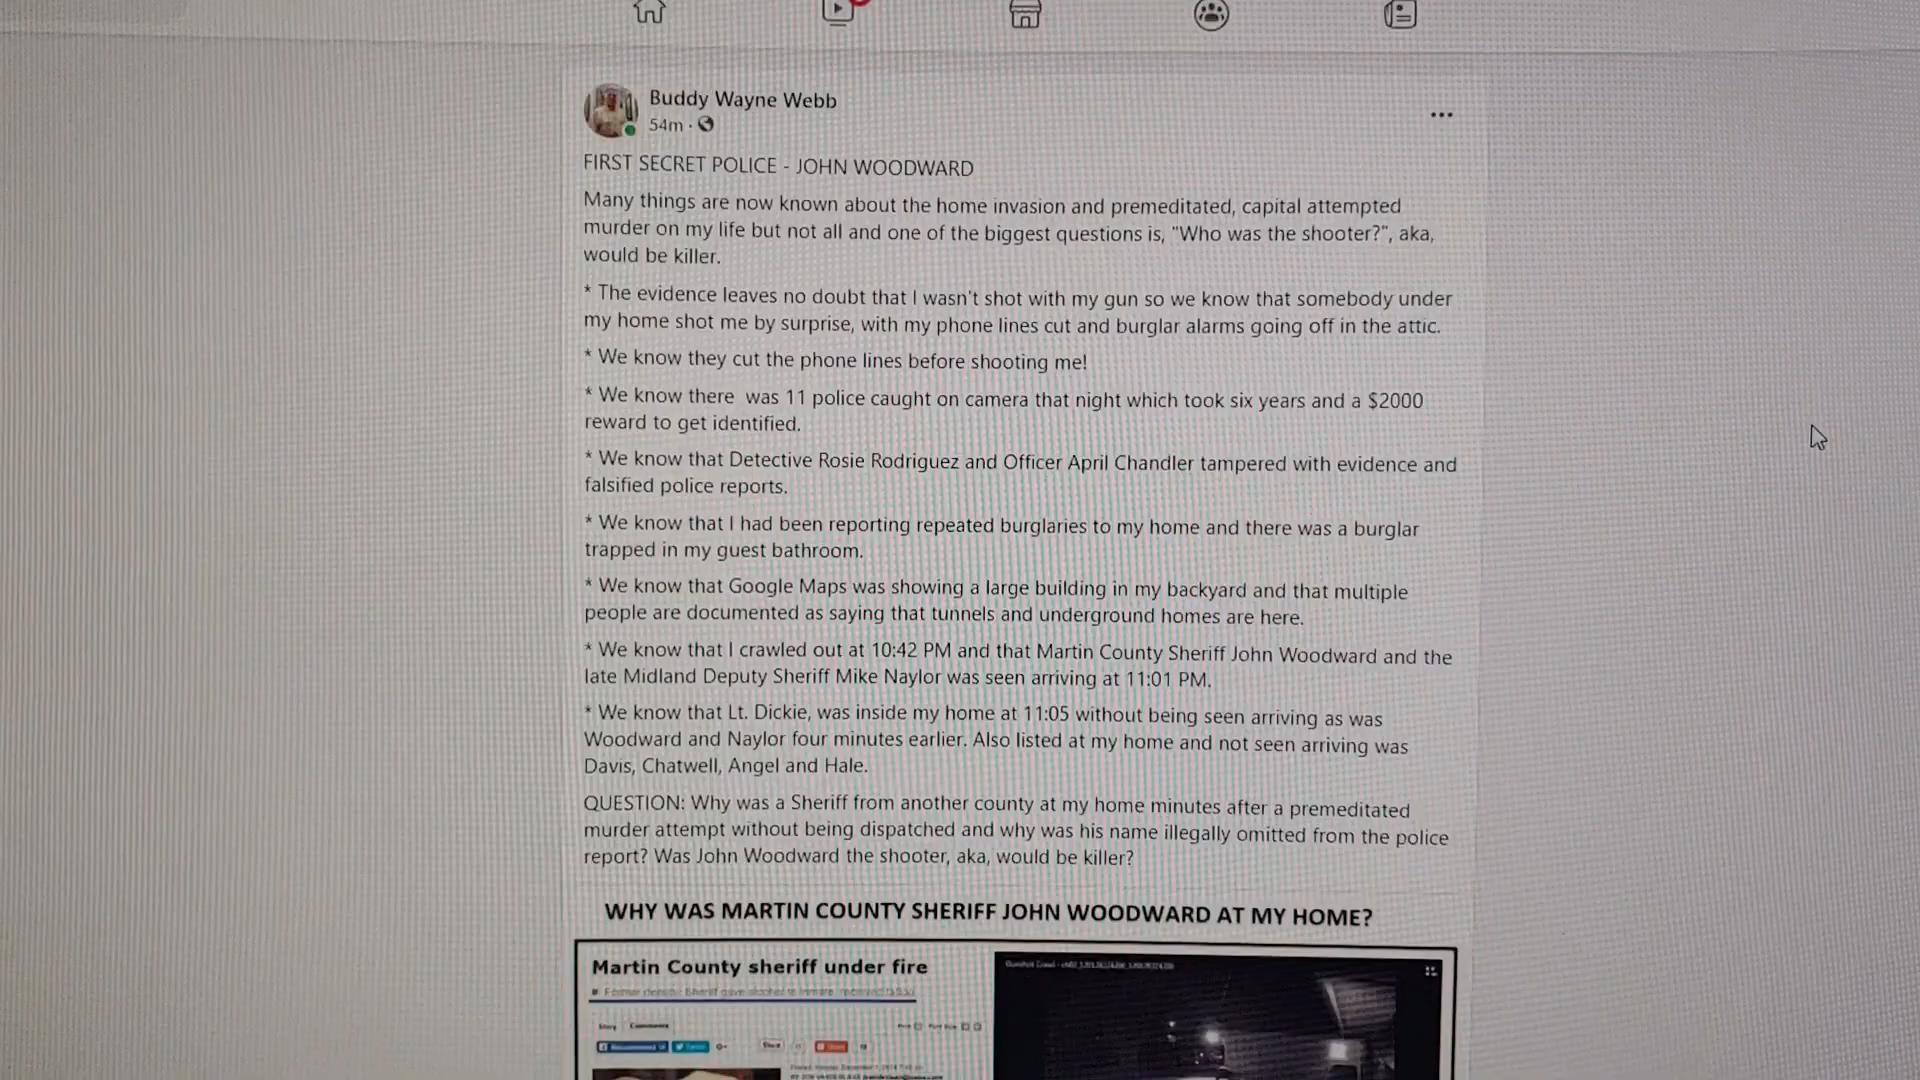 Buddy Wayne Webb
54m ·
FIRST SECRET POLICE - JOHN WOODWARD
Many things are now known about the home invasion and premeditated, capital attempted
murder on my life but not all and one of the biggest questions is, "Who was the shooter?", aka,
would be killer.
* The evidence leaves no doubt that I wasn't shot with my gun so we know that somebody under
my home shot me by surprise, with my phone lines cut and burglar alarms going off in the attic.
* We know they cut the phone lines before shooting me!
* We know there was 11 police caught on camera that night which took six years and a $2000
reward to get identified.
* We know that Detective Rosie Rodriguez and Officer April Chandler tampered with evidence and
falsified police reports.
* We know that I had been reporting repeated burglaries to my home and there was a burglar
trapped in my guest bathroom.
* We know that Google Maps was showing a large building in my backyard and that multiple
people are documented as saying that tunnels and underground homes are here.
* We know that I crawled out at 10:42 PM and that Martin County Sheriff John Woodward and the
late Midland Deputy Sheriff Mike Naylor was seen arriving at 11:01 PM.
* We know that Lt. Dickie, was inside my home at 11:05 without being seen arriving as was
Woodward and Naylor four minutes earlier. Also listed at my home and not seen arriving was
Davis, Chatwell, Angel and Hale.
QUESTION: Why was a Sheriff from another county at my home minutes after a premeditated
murder attempt without being dispatched and why was his name illegally omitted from the police
report? Was John Woodward the shooter, aka, would be killer?
WHY WAS MARTIN COUNTY SHERIFF JOHN WOODWARD AT MY HOME?
Martin County sheriff under fire
Story Comments